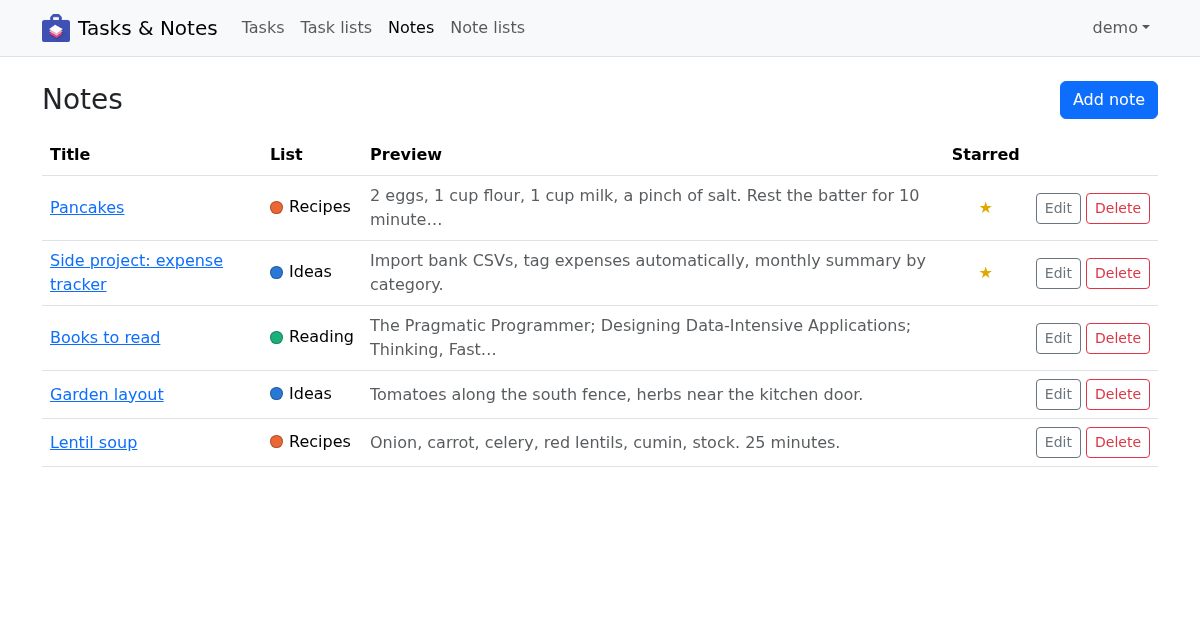 Tasks & Notes Tasks Task lists Notes Note lists demo
Notes Add note
Title List Preview Starred
Pancakes Recipes 2 eggs, 1 cup flour, 1 cup milk, a pinch of salt. Rest the batter for 10 minute… ★ Edit Delete
Side project: expense tracker Ideas Import bank CSVs, tag expenses automatically, monthly summary by category. ★ Edit Delete
Books to read Reading The Pragmatic Programmer; Designing Data-Intensive Applications; Thinking, Fast… Edit Delete
Garden layout Ideas Tomatoes along the south fence, herbs near the kitchen door. Edit Delete
Lentil soup Recipes Onion, carrot, celery, red lentils, cumin, stock. 25 minutes. Edit Delete